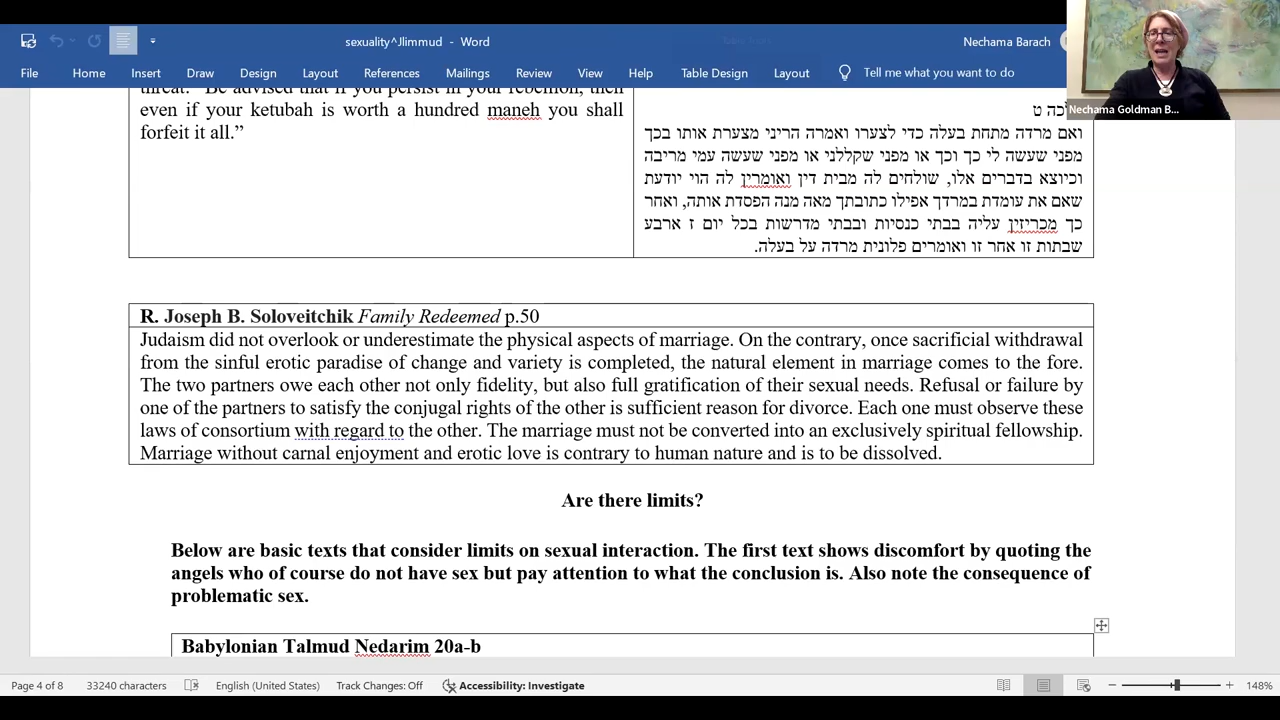 sexuality^Jlimmud - Word
Nechama Barach
File Home Insert Draw Design Layout References Mailings Review View Help Table Design Layout Tell me what you want to do
Nechama Goldman B...
threat: "Be advised that if you persist in your rebellion, then
even if your ketubah is worth a hundred maneh you shall
forfeit it all."
ואם מרדה מתחת בעלה כדי לצערו ואמרה הריני מצערת אותו בכך
מפני שעשה לי כך וכך או מפני שקללני או מפני שעשה עמי מריבה
וכיוצא בדברים אלו, שולחים לה מבית דין ואומרין לה הוי יודעת
שאם את עומדת במרדך אפילו כתובתך מאה מנה הפסדת אותה, ואחר
כך מכריזין עליה בבתי כנסיות ובבתי מדרשות בכל יום ז ארבע
שבתות זו אחר זו ואומרים פלונית מרדה על בעלה.
R. Joseph B. Soloveitchik Family Redeemed p.50
Judaism did not overlook or underestimate the physical aspects of marriage. On the contrary, once sacrificial withdrawal
from the sinful erotic paradise of change and variety is completed, the natural element in marriage comes to the fore.
The two partners owe each other not only fidelity, but also full gratification of their sexual needs. Refusal or failure by
one of the partners to satisfy the conjugal rights of the other is sufficient reason for divorce. Each one must observe these
laws of consortium with regard to the other. The marriage must not be converted into an exclusively spiritual fellowship.
Marriage without carnal enjoyment and erotic love is contrary to human nature and is to be dissolved.
Are there limits?
Below are basic texts that consider limits on sexual interaction. The first text shows discomfort by quoting the
angels who of course do not have sex but pay attention to what the conclusion is. Also note the consequence of
problematic sex.
Babylonian Talmud Nedarim 20a-b
Page 4 of 8 33240 characters English (United States) Track Changes: Off Accessibility: Investigate 148%